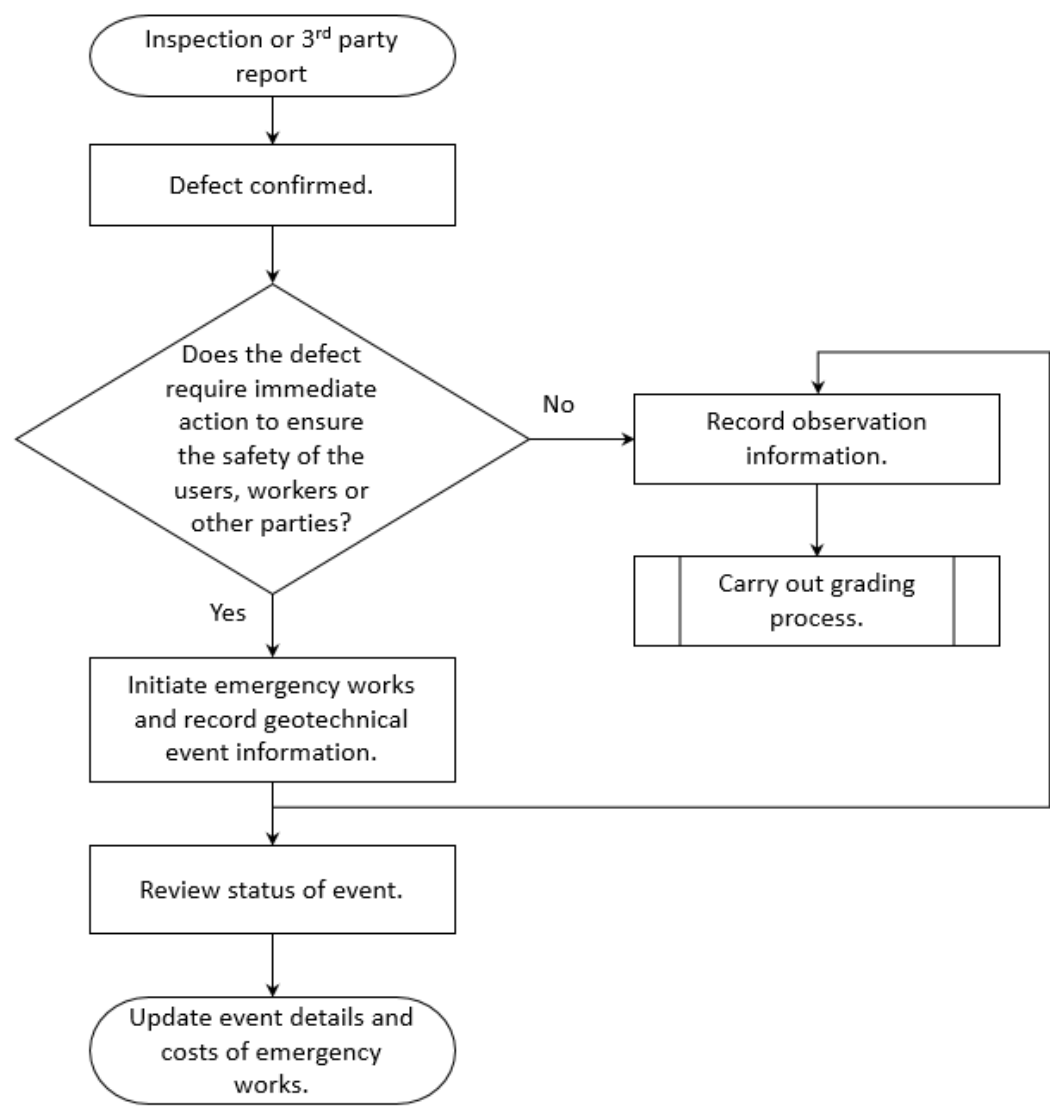 Inspection or 3rd party
report
Defect confirmed.
Does the defect
require immediate
action to ensure
the safety of the
users, workers or
other parties?
No
Record observation
information.
Carry out grading
process.
Yes
Initiate emergency works
and record geotechnical
event information.
Review status of event.
Update event details and
costs of emergency
works.